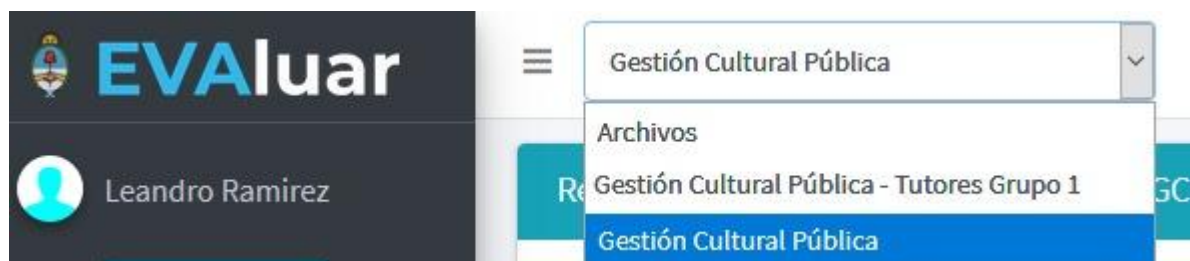 EVAluar
Gestión Cultural Pública
Archivos
Leandro Ramirez
Gestión Cultural Pública - Tutores Grupo 1
Gestión Cultural Pública